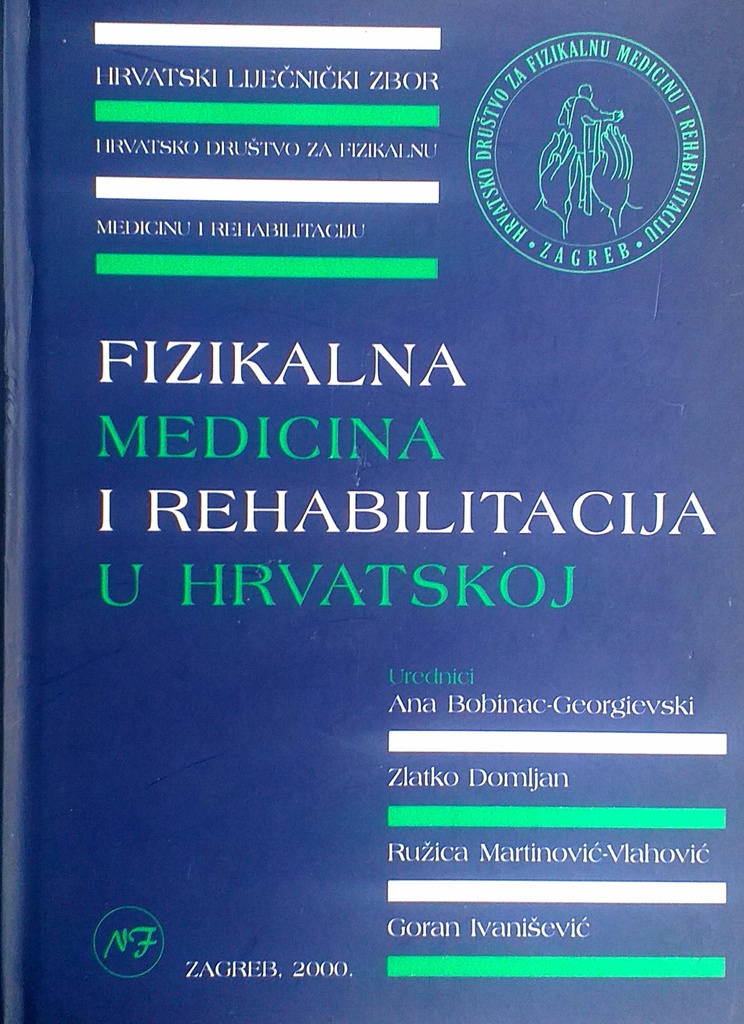 HRVATSKI LIJEČNIČKI ZBOR
HRVATSKO DRUŠTVO ZA FIZIKALNU
MEDICINU I REHABILITACIJU
HRVATSKO DRUŠTVO ZA FIZIKALNU MEDICINU I REHABILITACIJU
• ZAGREB •
FIZIKALNA
MEDICINA
I REHABILITACIJA
U HRVATSKOJ
Urednici
Ana Bobinac-Georgievski
Zlatko Domljan
Ružica Martinović-Vlahović
Goran Ivanišević
NF
ZAGREB, 2000.